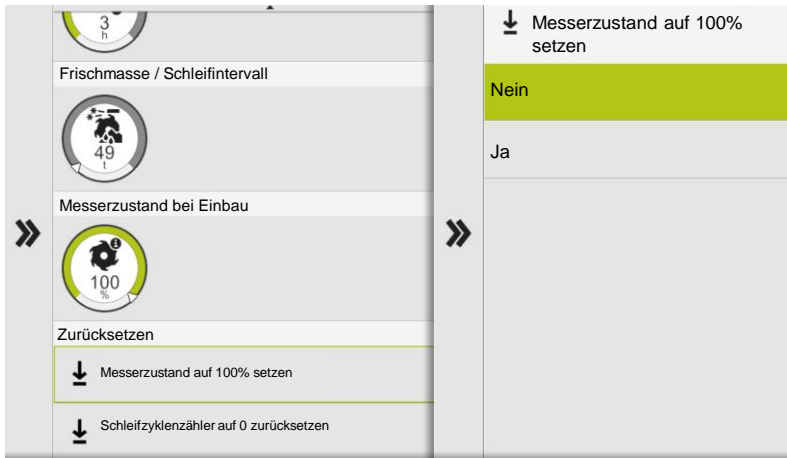 3
h
Frischmasse / Schleifintervall
49
t
Messerzustand bei Einbau
100
%
Zurücksetzen
Messerzustand auf 100% setzen
Schleifzyklenzähler auf 0 zurücksetzen
Messerzustand auf 100%
setzen
Nein
Ja